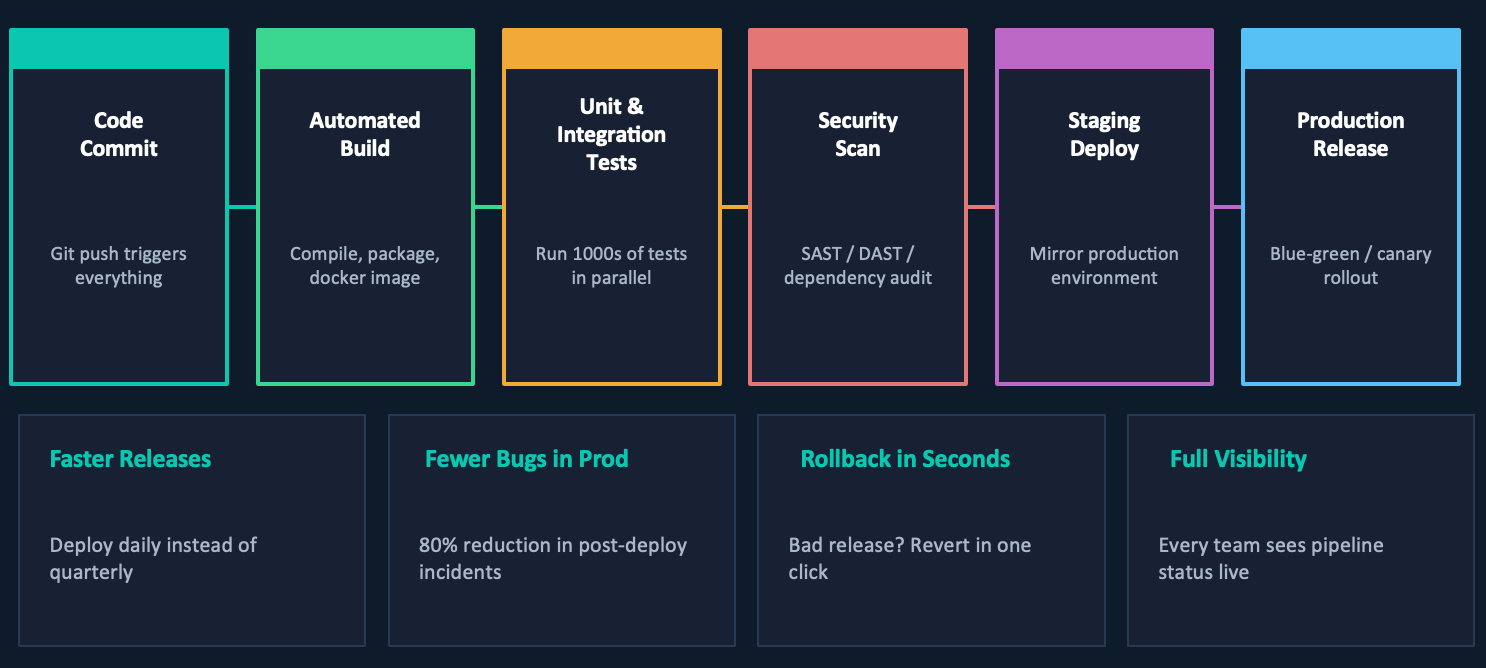 Code
Commit
Git push triggers
everything
Automated
Build
Compile, package,
docker image
Unit &
Integration
Tests
Run 1000s of tests
in parallel
Security
Scan
SAST / DAST /
dependency audit
Staging
Deploy
Mirror production
environment
Production
Release
Blue-green / canary
rollout
Faster Releases
Deploy daily instead of
quarterly
Fewer Bugs in Prod
80% reduction in post-deploy
incidents
Rollback in Seconds
Bad release? Revert in one
click
Full Visibility
Every team sees pipeline
status live